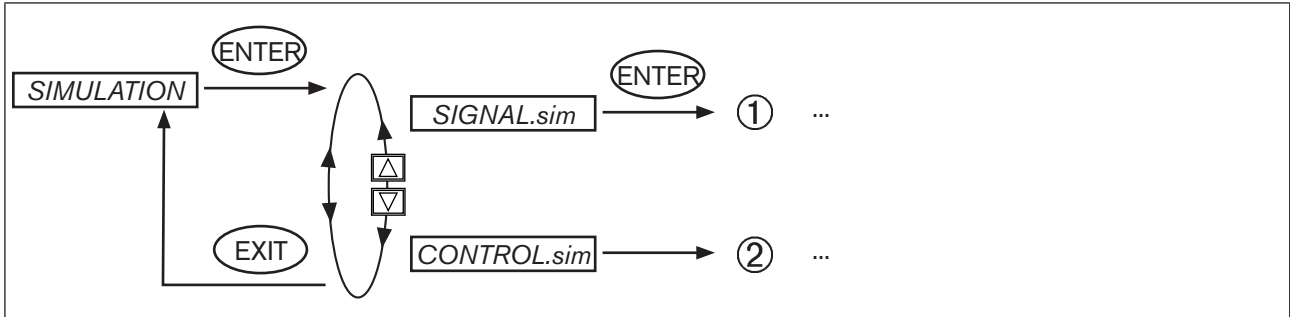 ENTER
ENTER
SIMULATION
SIGNAL.sim
① ...
EXIT
CONTROL.sim
② ...